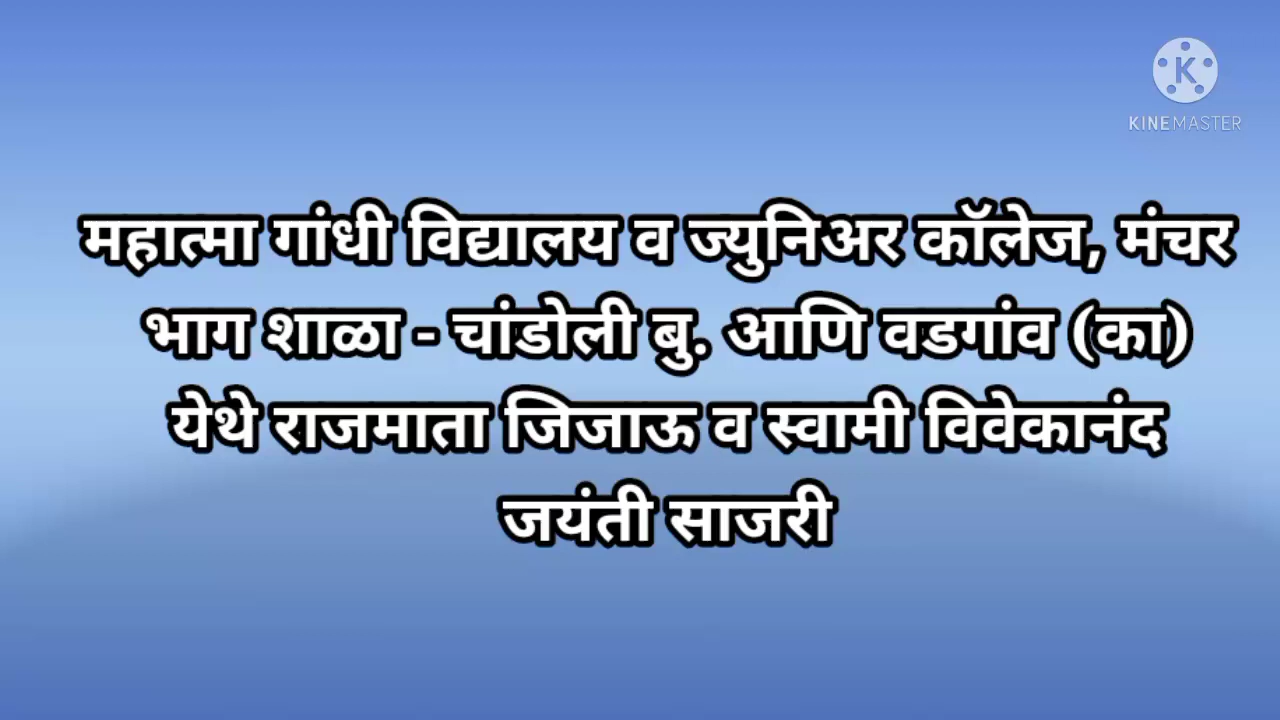 KINEMASTER
महात्मा गांधी विद्यालय व ज्युनिअर कॉलेज, मंचर
भाग शाळा - चांडोली बु. आणि वडगांव (का)
येथे राजमाता जिजाऊ व स्वामी विवेकानंद
जयंती साजरी